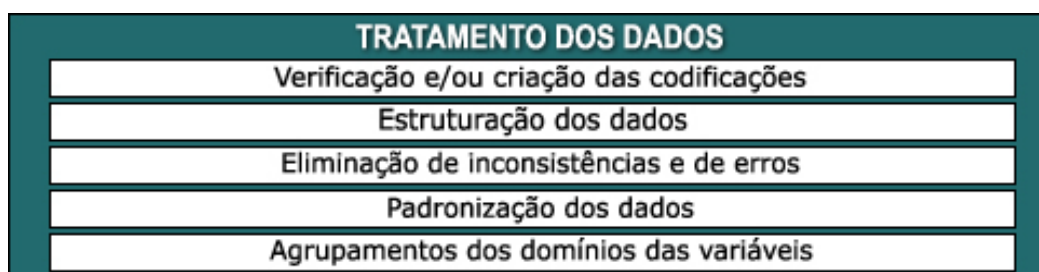 TRATAMENTO DOS DADOS
Verificação e/ou criação das codificações
Estruturação dos dados
Eliminação de inconsistências e de erros
Padronização dos dados
Agrupamentos dos domínios das variáveis